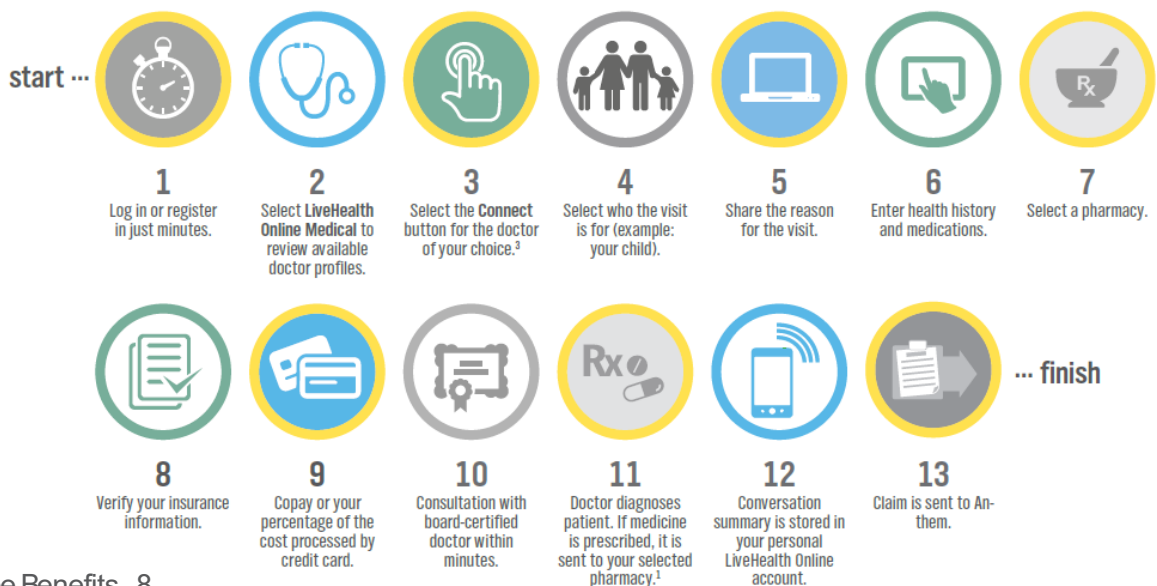 start ...
1
Log in or register
in just minutes.
2
Select LiveHealth
Online Medical to
review available
doctor profiles.
3
Select the Connect
button for the doctor
of your choice.³
4
Select who the visit
is for (example:
your child).
5
Share the reason
for the visit.
6
Enter health history
and medications.
Rx
7
Select a pharmacy.
8
Verify your insurance
information.
9
Copay or your
percentage of the
cost processed by
credit card.
10
Consultation with
board-certified
doctor within
minutes.
Rx
11
Doctor diagnoses
patient. If medicine
is prescribed, it is
sent to your selected
pharmacy.¹
12
Conversation
summary is stored in
your personal
LiveHealth Online
account.
13
Claim is sent to An-
them.
... finish
e Benefits 8